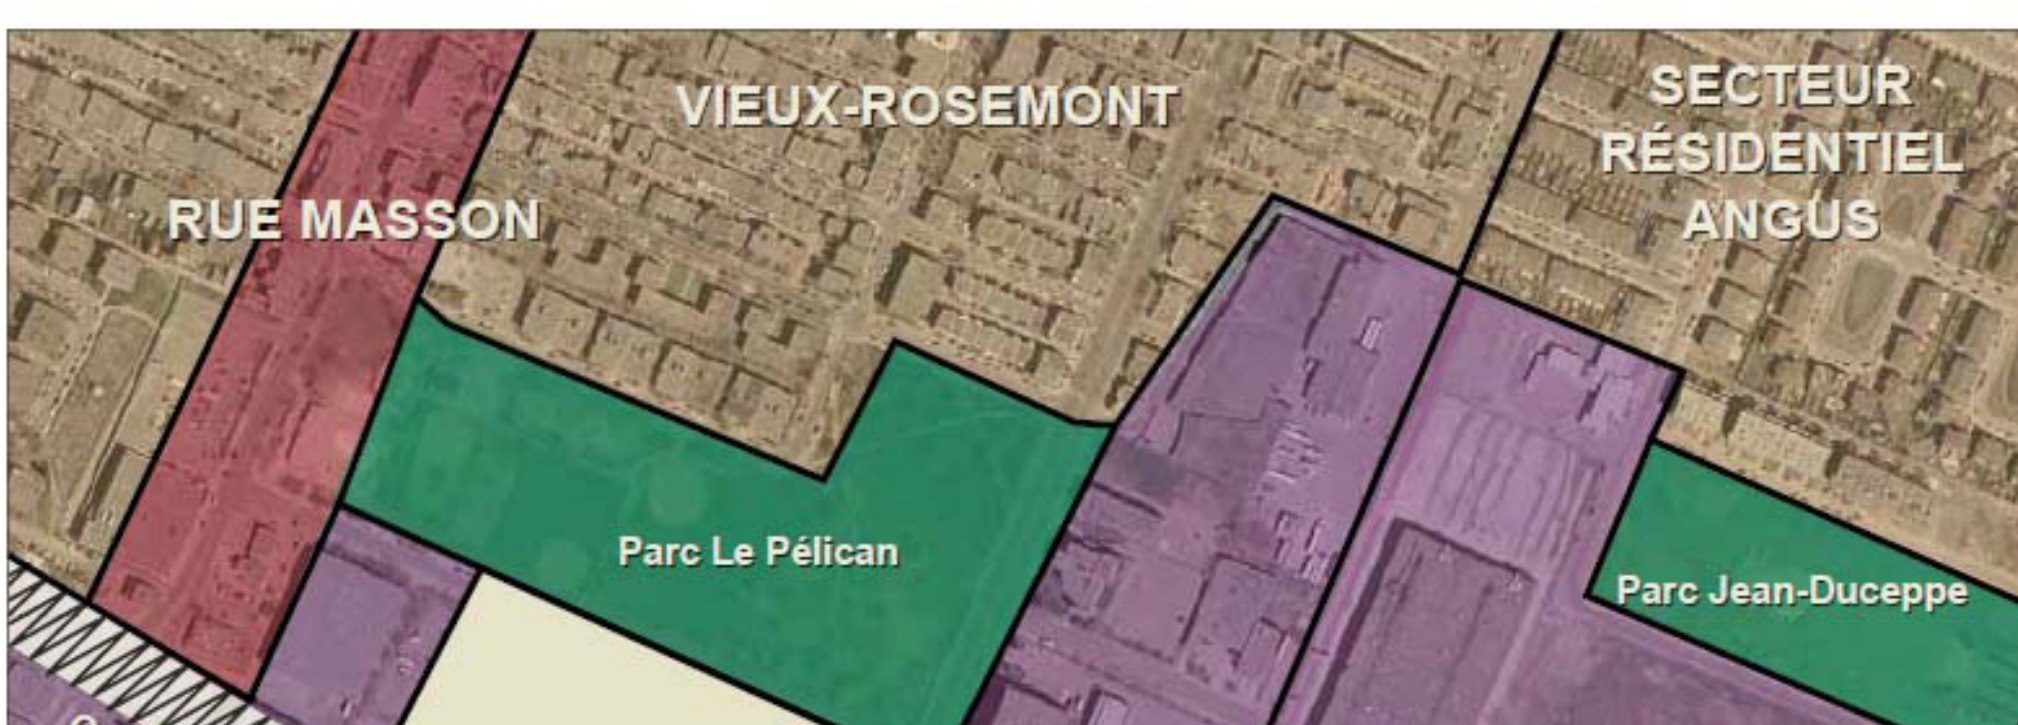 VIEUX-ROSEMONT
SECTEUR
RÉSIDENTIEL
ANGUS
RUE MASSON
Parc Le Pélican
Parc Jean-Duceppe